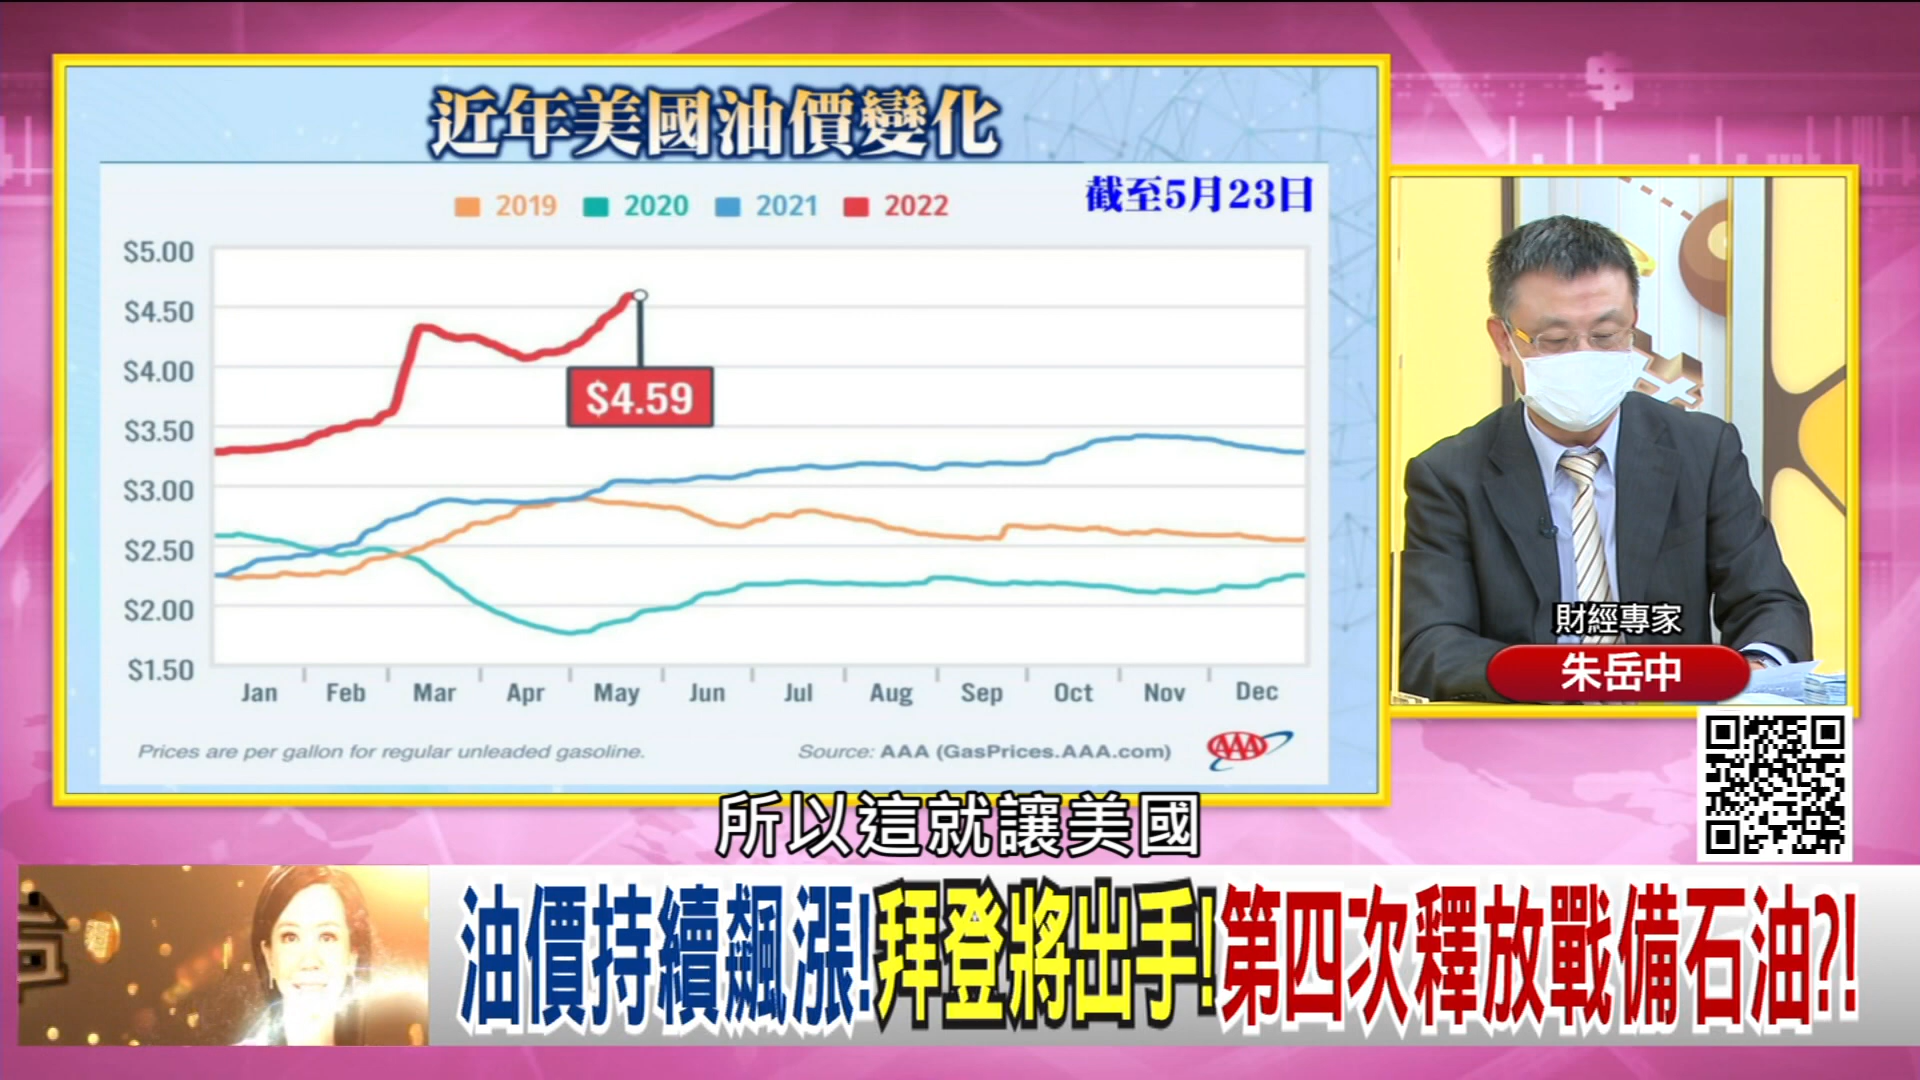 近年美國油價變化
截至5月23日
2019 2020 2021 2022
$5.00
$4.50
$4.00
$3.50
$3.00
$2.50
$2.00
$1.50
$4.59
Jan Feb Mar Apr May Jun Jul Aug Sep Oct Nov Dec
Prices are per gallon for regular unleaded gasoline.
Source: AAA (GasPrices.AAA.com)
AAA
財經專家
朱岳中
所以這就讓美國
油價持續飆漲!拜登將出手!第四次釋放戰備石油?!